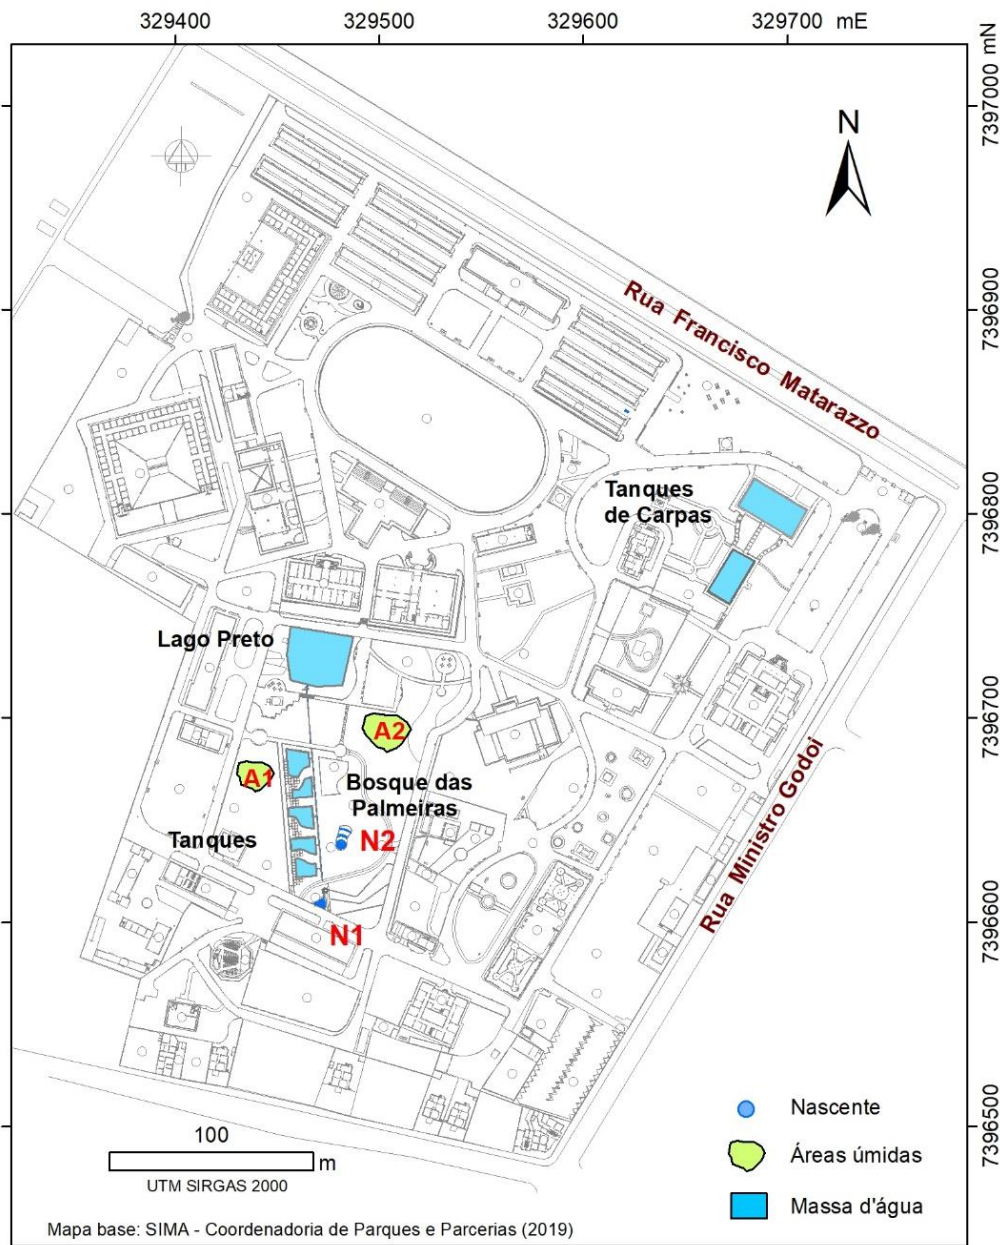 329400 329500 329600 329700 mE
7397000 mN
N
Rua Francisco Matarazzo
7396900
Tanques
de Carpas
7396800
Lago Preto
A2
7396700
A1
Bosque das
Palmeiras
Tanques
N2
Rua Ministro Godoi
N1
7396600
100
m
UTM SIRGAS 2000
7396500
Nascente
Áreas úmidas
Massa d'água
Mapa base: SIMA - Coordenadoria de Parques e Parcerias (2019)